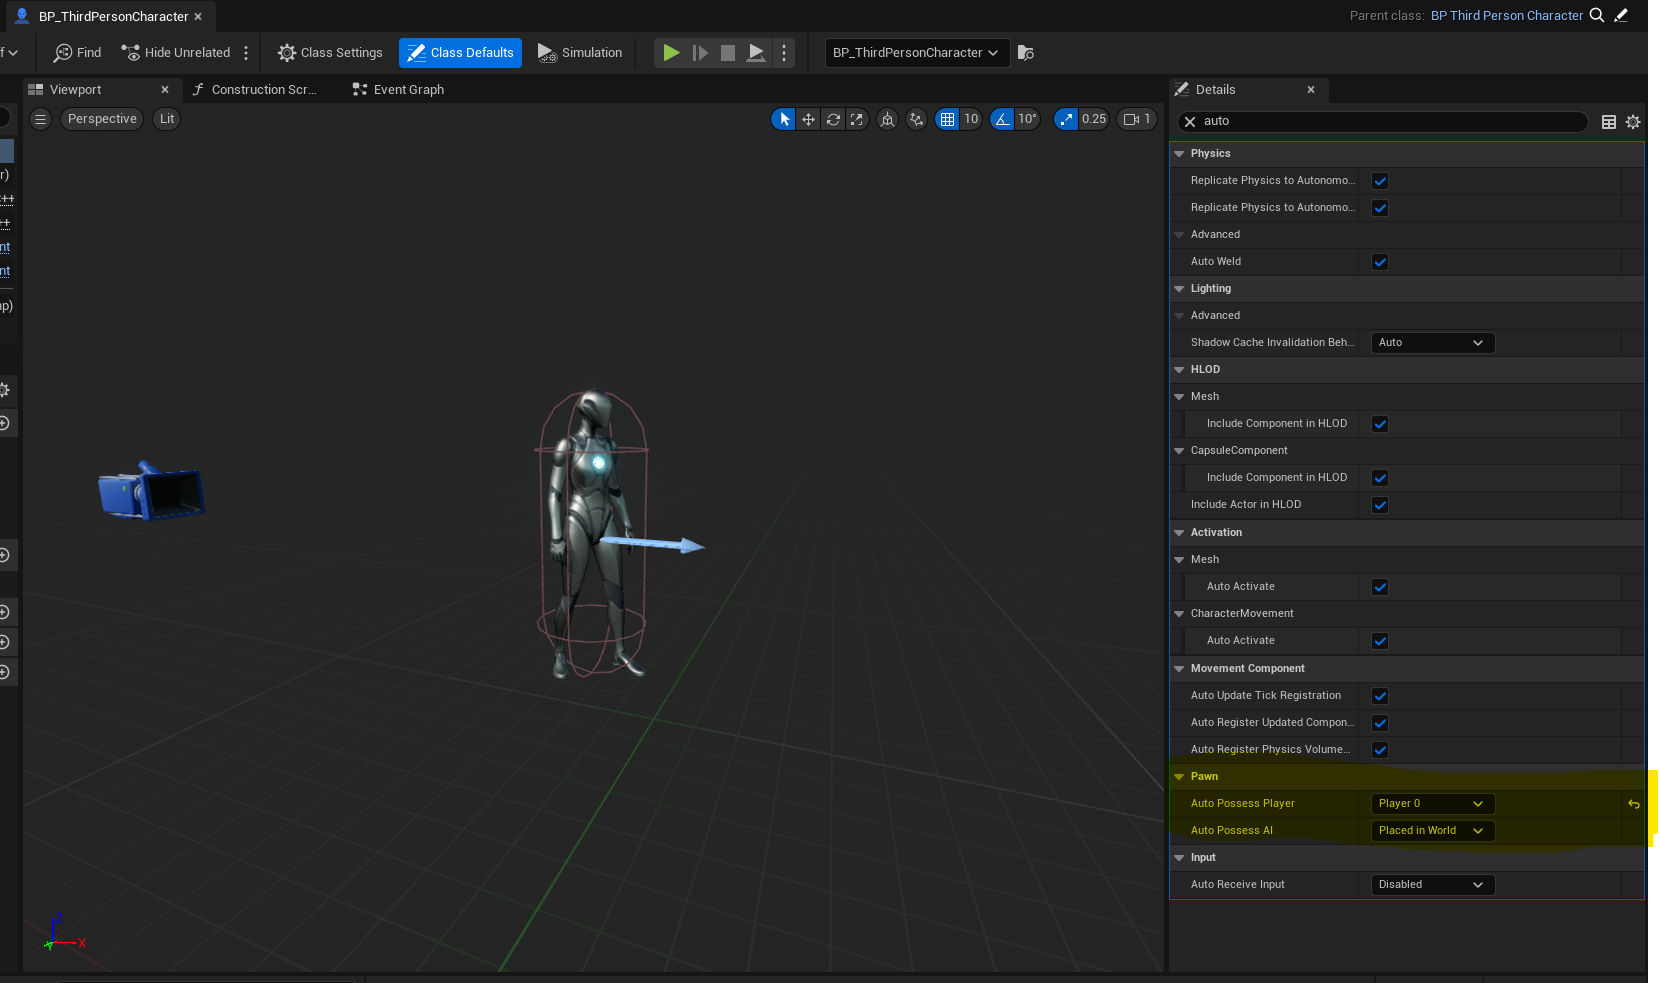 BP_ThirdPersonCharacter
Parent class: BP Third Person Character
Find
Hide Unrelated
Class Settings
Class Defaults
Simulation
BP_ThirdPersonCharacter
Viewport
Construction Scr...
Event Graph
Details
Perspective
Lit
10
10°
0.25
1
auto
r)
++
++
nt
nt
np)
Physics
Replicate Physics to Autonomo...
Replicate Physics to Autonomo...
Advanced
Auto Weld
Lighting
Advanced
Shadow Cache Invalidation Beh...
Auto
HLOD
Mesh
Include Component in HLOD
CapsuleComponent
Include Component in HLOD
Include Actor in HLOD
Activation
Mesh
Auto Activate
CharacterMovement
Auto Activate
Movement Component
Auto Update Tick Registration
Auto Register Updated Compon...
Auto Register Physics Volume...
Pawn
Auto Possess Player
Player 0
Auto Possess AI
Placed in World
Input
Auto Receive Input
Disabled
Z
Y
X